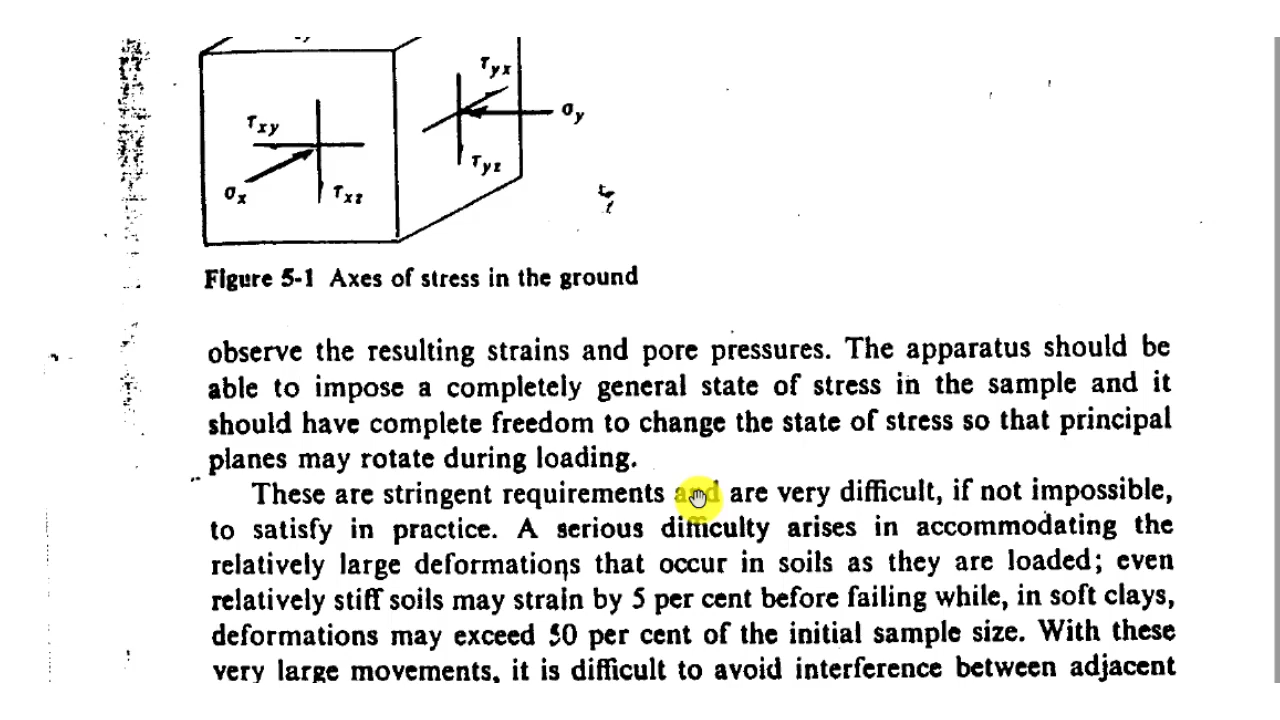 τyx
σy
τxy
τyz
σx
τxz
Figure 5-1 Axes of stress in the ground
observe the resulting strains and pore pressures. The apparatus should be
able to impose a completely general state of stress in the sample and it
should have complete freedom to change the state of stress so that principal
planes may rotate during loading.
These are stringent requirements and are very difficult, if not impossible,
to satisfy in practice. A serious difficulty arises in accommodating the
relatively large deformations that occur in soils as they are loaded; even
relatively stiff soils may strain by 5 per cent before failing while, in soft clays,
deformations may exceed 50 per cent of the initial sample size. With these
very large movements, it is difficult to avoid interference between adjacent